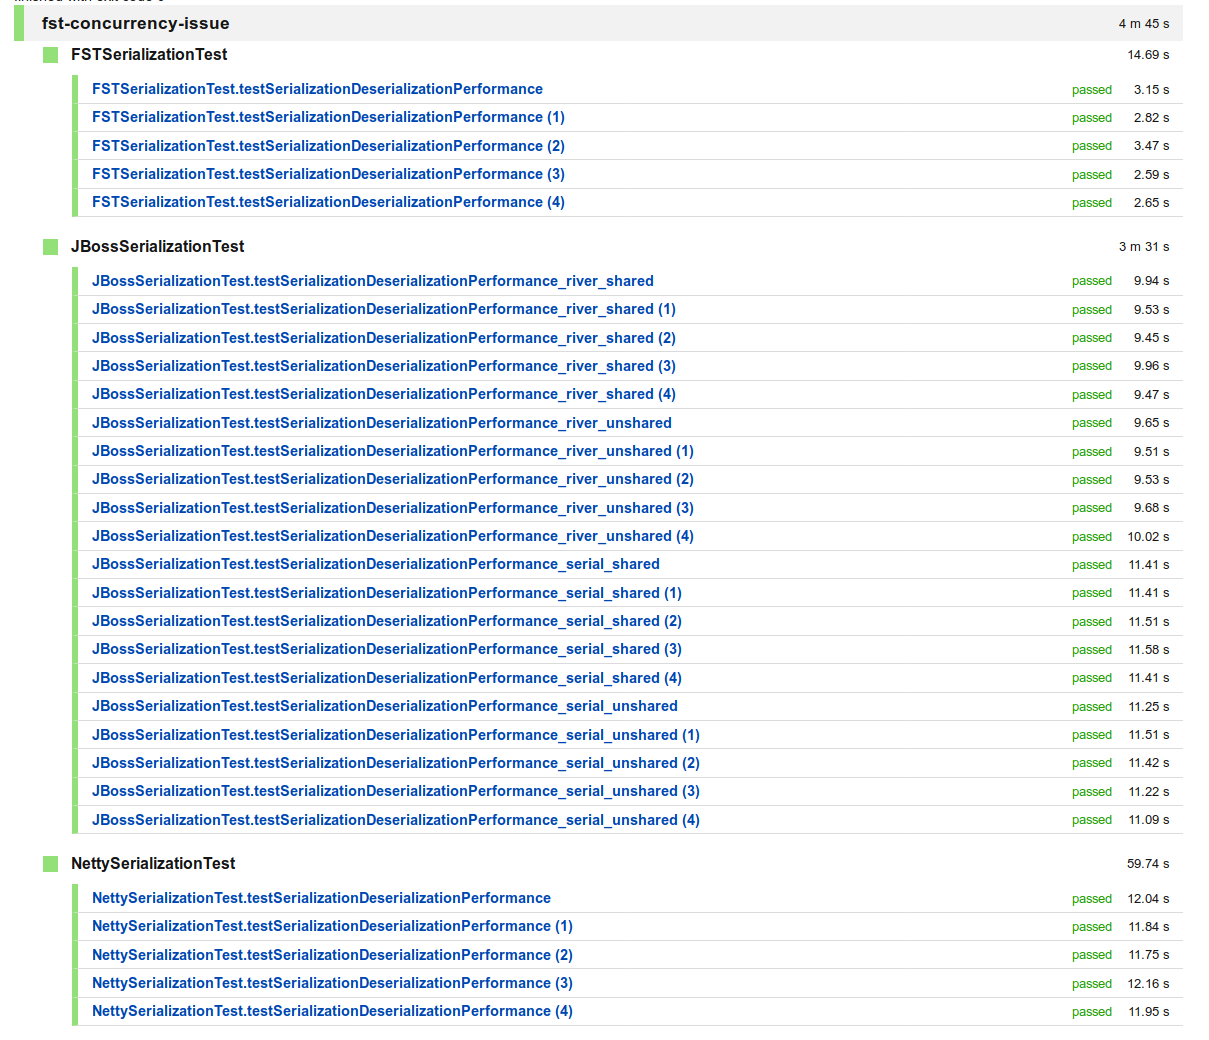 fst-concurrency-issue 4 m 45 s
FSTSerializationTest 14.69 s
FSTSerializationTest.testSerializationDeserializationPerformance passed 3.15 s
FSTSerializationTest.testSerializationDeserializationPerformance (1) passed 2.82 s
FSTSerializationTest.testSerializationDeserializationPerformance (2) passed 3.47 s
FSTSerializationTest.testSerializationDeserializationPerformance (3) passed 2.59 s
FSTSerializationTest.testSerializationDeserializationPerformance (4) passed 2.65 s
JBossSerializationTest 3 m 31 s
JBossSerializationTest.testSerializationDeserializationPerformance_river_shared passed 9.94 s
JBossSerializationTest.testSerializationDeserializationPerformance_river_shared (1) passed 9.53 s
JBossSerializationTest.testSerializationDeserializationPerformance_river_shared (2) passed 9.45 s
JBossSerializationTest.testSerializationDeserializationPerformance_river_shared (3) passed 9.96 s
JBossSerializationTest.testSerializationDeserializationPerformance_river_shared (4) passed 9.47 s
JBossSerializationTest.testSerializationDeserializationPerformance_river_unshared passed 9.65 s
JBossSerializationTest.testSerializationDeserializationPerformance_river_unshared (1) passed 9.51 s
JBossSerializationTest.testSerializationDeserializationPerformance_river_unshared (2) passed 9.53 s
JBossSerializationTest.testSerializationDeserializationPerformance_river_unshared (3) passed 9.68 s
JBossSerializationTest.testSerializationDeserializationPerformance_river_unshared (4) passed 10.02 s
JBossSerializationTest.testSerializationDeserializationPerformance_serial_shared passed 11.41 s
JBossSerializationTest.testSerializationDeserializationPerformance_serial_shared (1) passed 11.41 s
JBossSerializationTest.testSerializationDeserializationPerformance_serial_shared (2) passed 11.51 s
JBossSerializationTest.testSerializationDeserializationPerformance_serial_shared (3) passed 11.58 s
JBossSerializationTest.testSerializationDeserializationPerformance_serial_shared (4) passed 11.41 s
JBossSerializationTest.testSerializationDeserializationPerformance_serial_unshared passed 11.25 s
JBossSerializationTest.testSerializationDeserializationPerformance_serial_unshared (1) passed 11.51 s
JBossSerializationTest.testSerializationDeserializationPerformance_serial_unshared (2) passed 11.42 s
JBossSerializationTest.testSerializationDeserializationPerformance_serial_unshared (3) passed 11.22 s
JBossSerializationTest.testSerializationDeserializationPerformance_serial_unshared (4) passed 11.09 s
NettySerializationTest 59.74 s
NettySerializationTest.testSerializationDeserializationPerformance passed 12.04 s
NettySerializationTest.testSerializationDeserializationPerformance (1) passed 11.84 s
NettySerializationTest.testSerializationDeserializationPerformance (2) passed 11.75 s
NettySerializationTest.testSerializationDeserializationPerformance (3) passed 12.16 s
NettySerializationTest.testSerializationDeserializationPerformance (4) passed 11.95 s